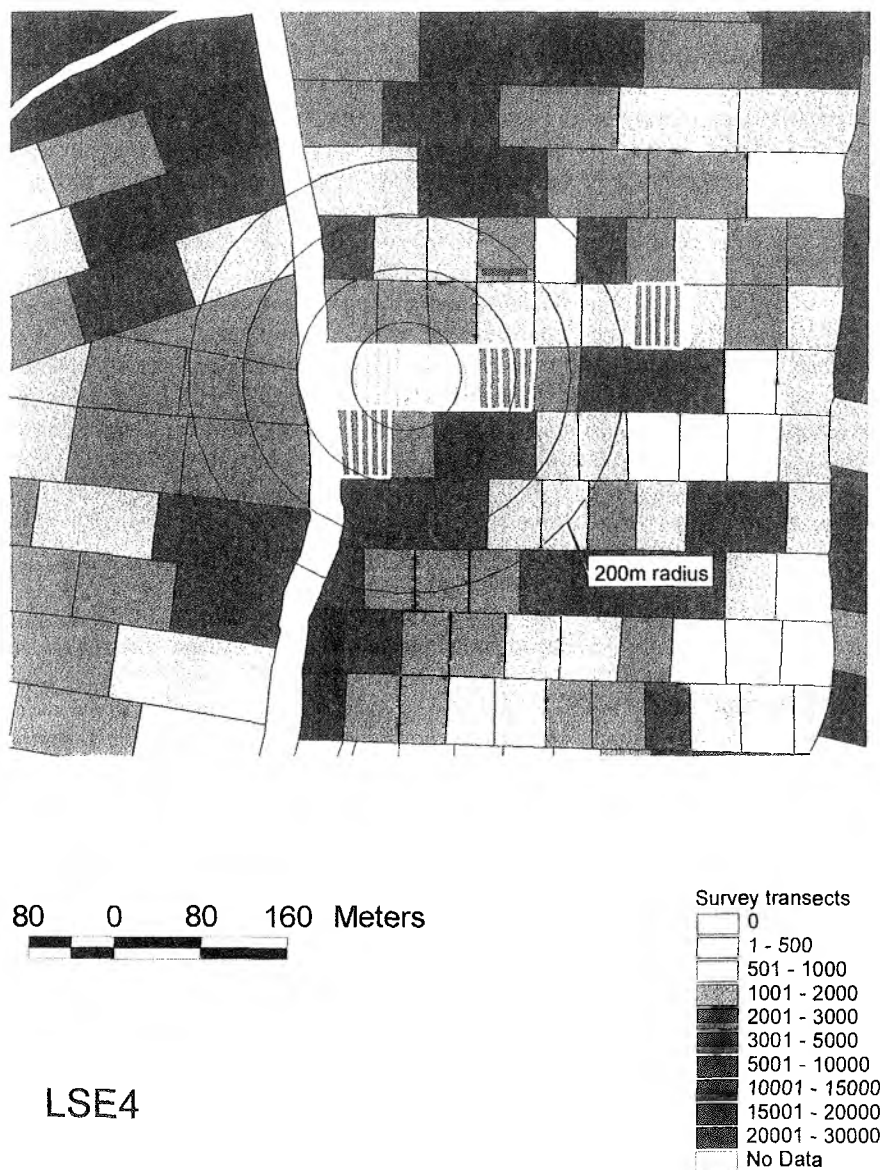 200m radius
80 0 80 160 Meters
LSE4
Survey transects
0
1 - 500
501 - 1000
1001 - 2000
2001 - 3000
3001 - 5000
5001 - 10000
10001 - 15000
15001 - 20000
20001 - 30000
No Data